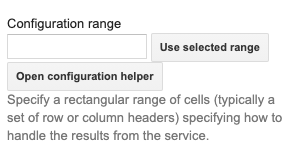 Configuration range
Use selected range
Open configuration helper
Specify a rectangular range of cells (typically a
set of row or column headers) specifying how to
handle the results from the service.